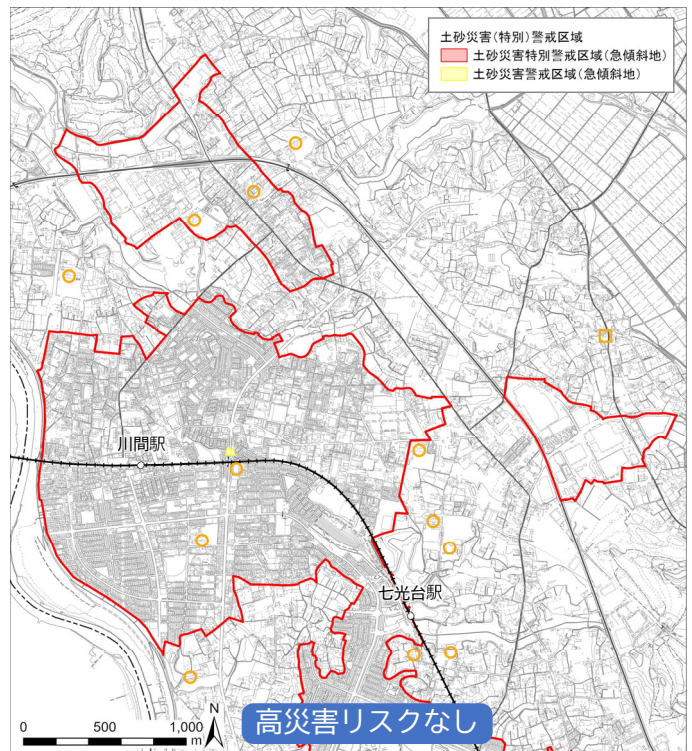 土砂災害(特別)警戒区域
土砂災害特別警戒区域(急傾斜地)
土砂災害警戒区域(急傾斜地)
川間駅
七光台駅
高災害リスクなし
N
0 500 1,000
m